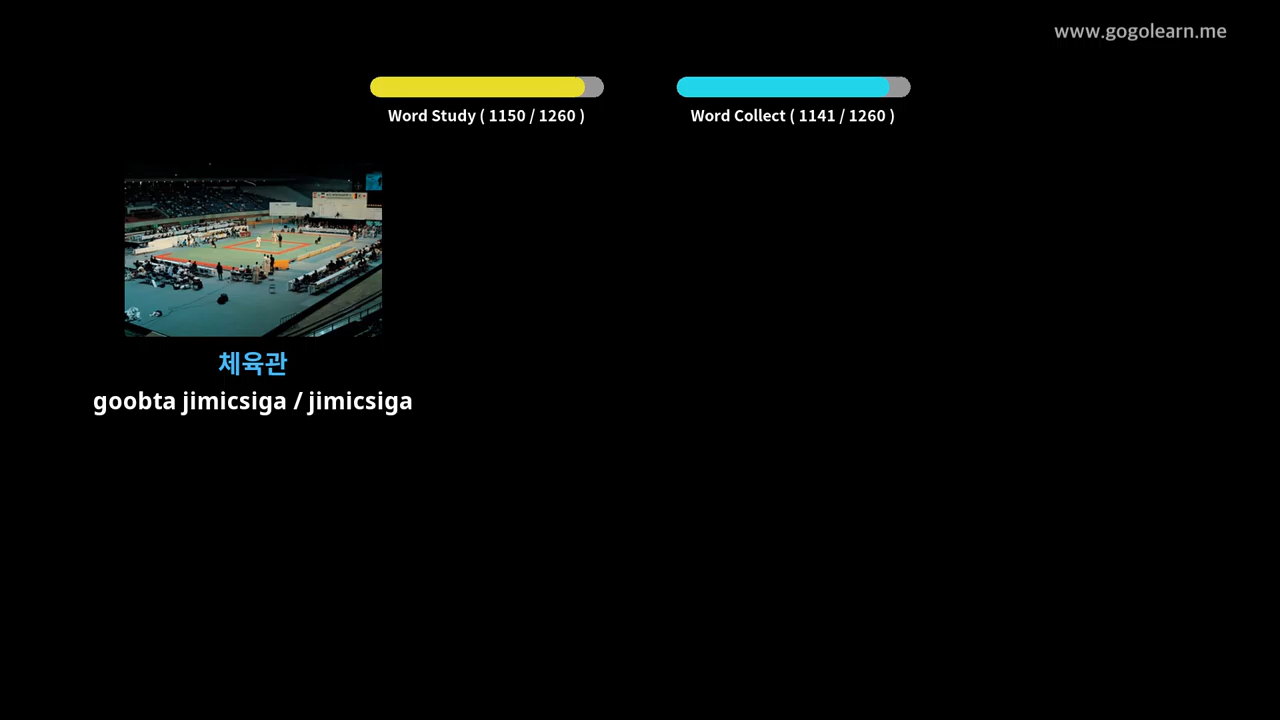 www.gogolearn.me
Word Study ( 1150 / 1260 )
Word Collect ( 1141 / 1260 )
체육관
goobta jimicsiga / jimicsiga